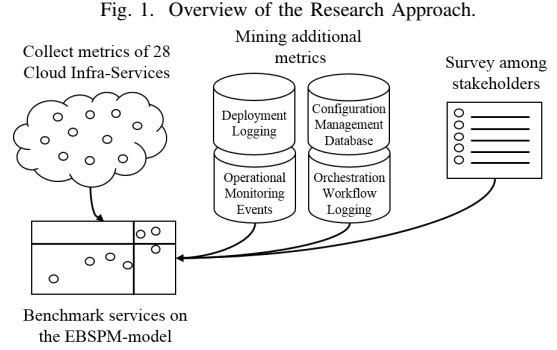 Fig. 1. Overview of the Research Approach.
Collect metrics of 28
Cloud Infra-Services
Mining additional
metrics
Survey among
stakeholders
Deployment
Logging
Configuration
Management
Database
Operational
Monitoring
Events
Orchestration
Workflow
Logging
Benchmark services on
the EBSPM-model